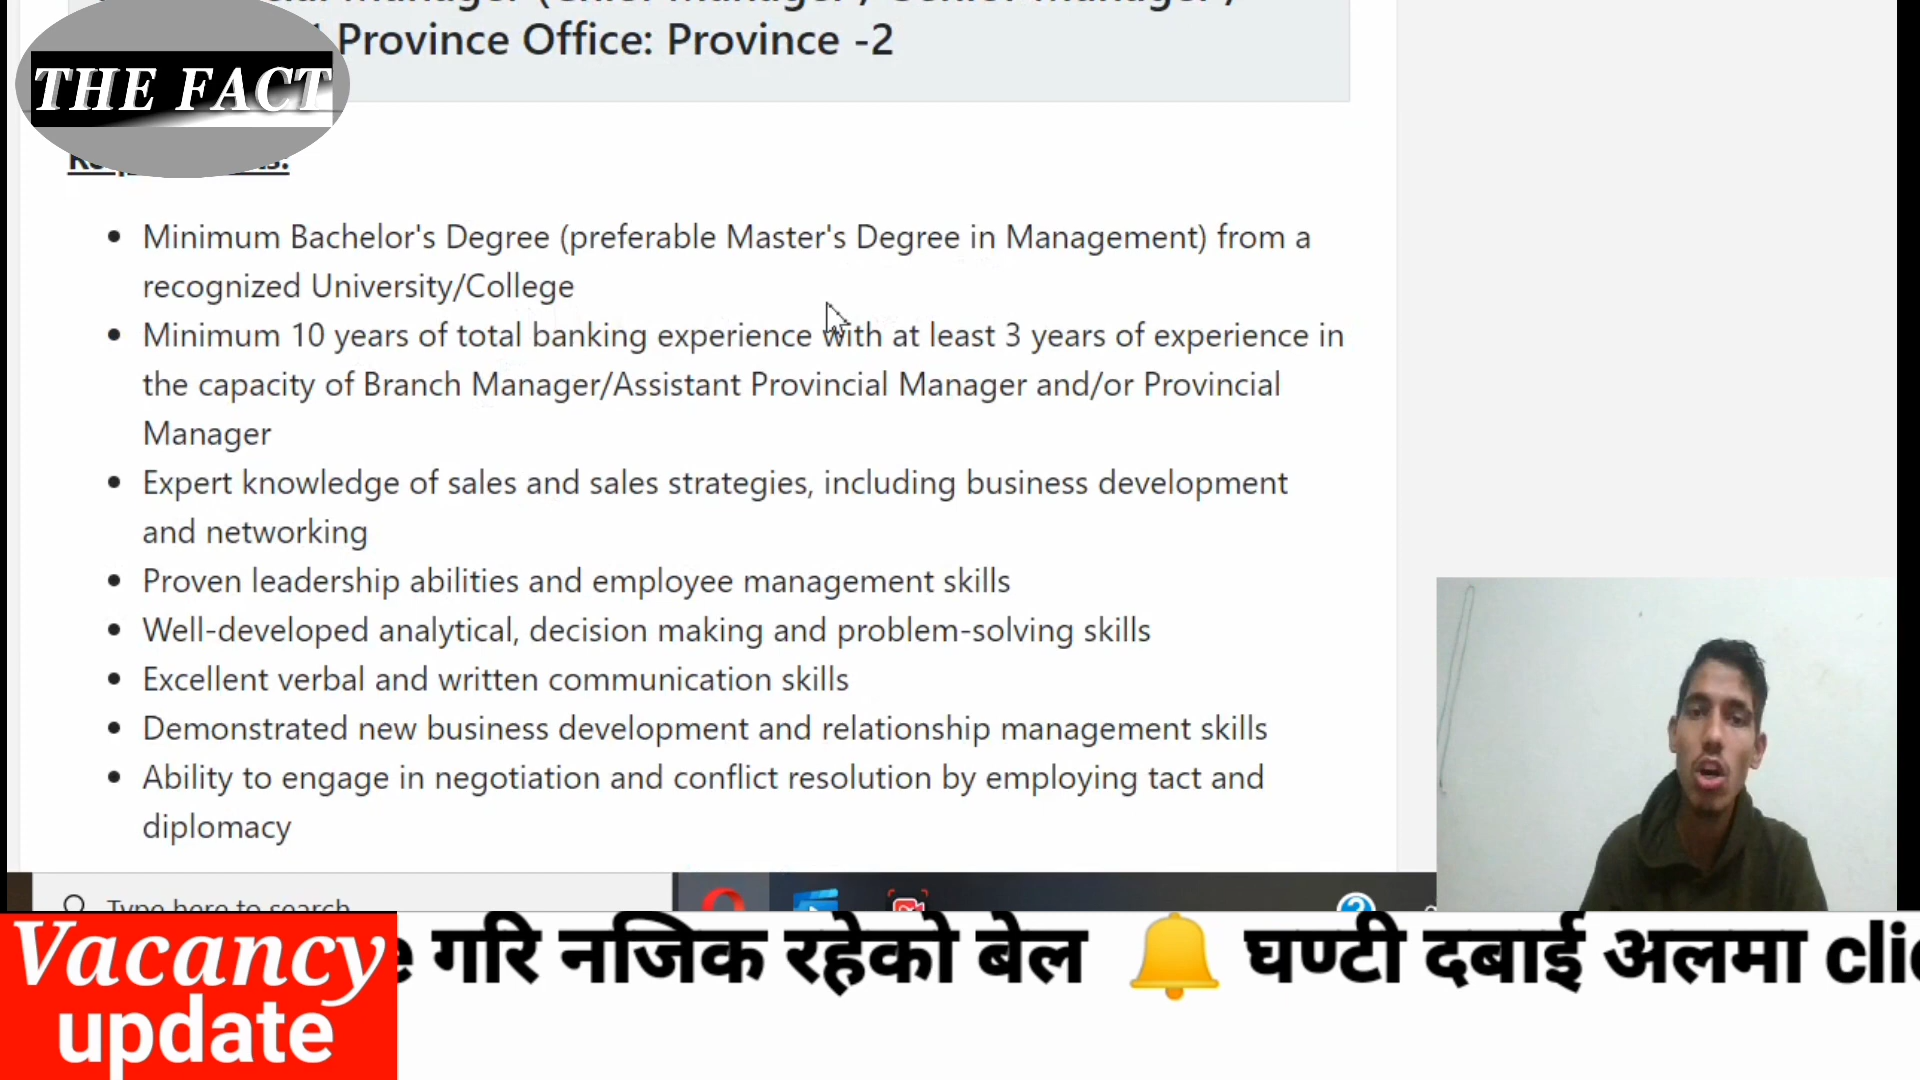 Province Office: Province -2
THE FACT
Minimum Bachelor's Degree (preferable Master's Degree in Management) from a
recognized University/College
Minimum 10 years of total banking experience with at least 3 years of experience in
the capacity of Branch Manager/Assistant Provincial Manager and/or Provincial
Manager
Expert knowledge of sales and sales strategies, including business development
and networking
Proven leadership abilities and employee management skills
Well-developed analytical, decision making and problem-solving skills
Excellent verbal and written communication skills
Demonstrated new business development and relationship management skills
Ability to engage in negotiation and conflict resolution by employing tact and
diplomacy
Type here to search
Vacancy
update
गरि नजिक रहेको बेल 🔔 घण्टी दबाई अलमा clic